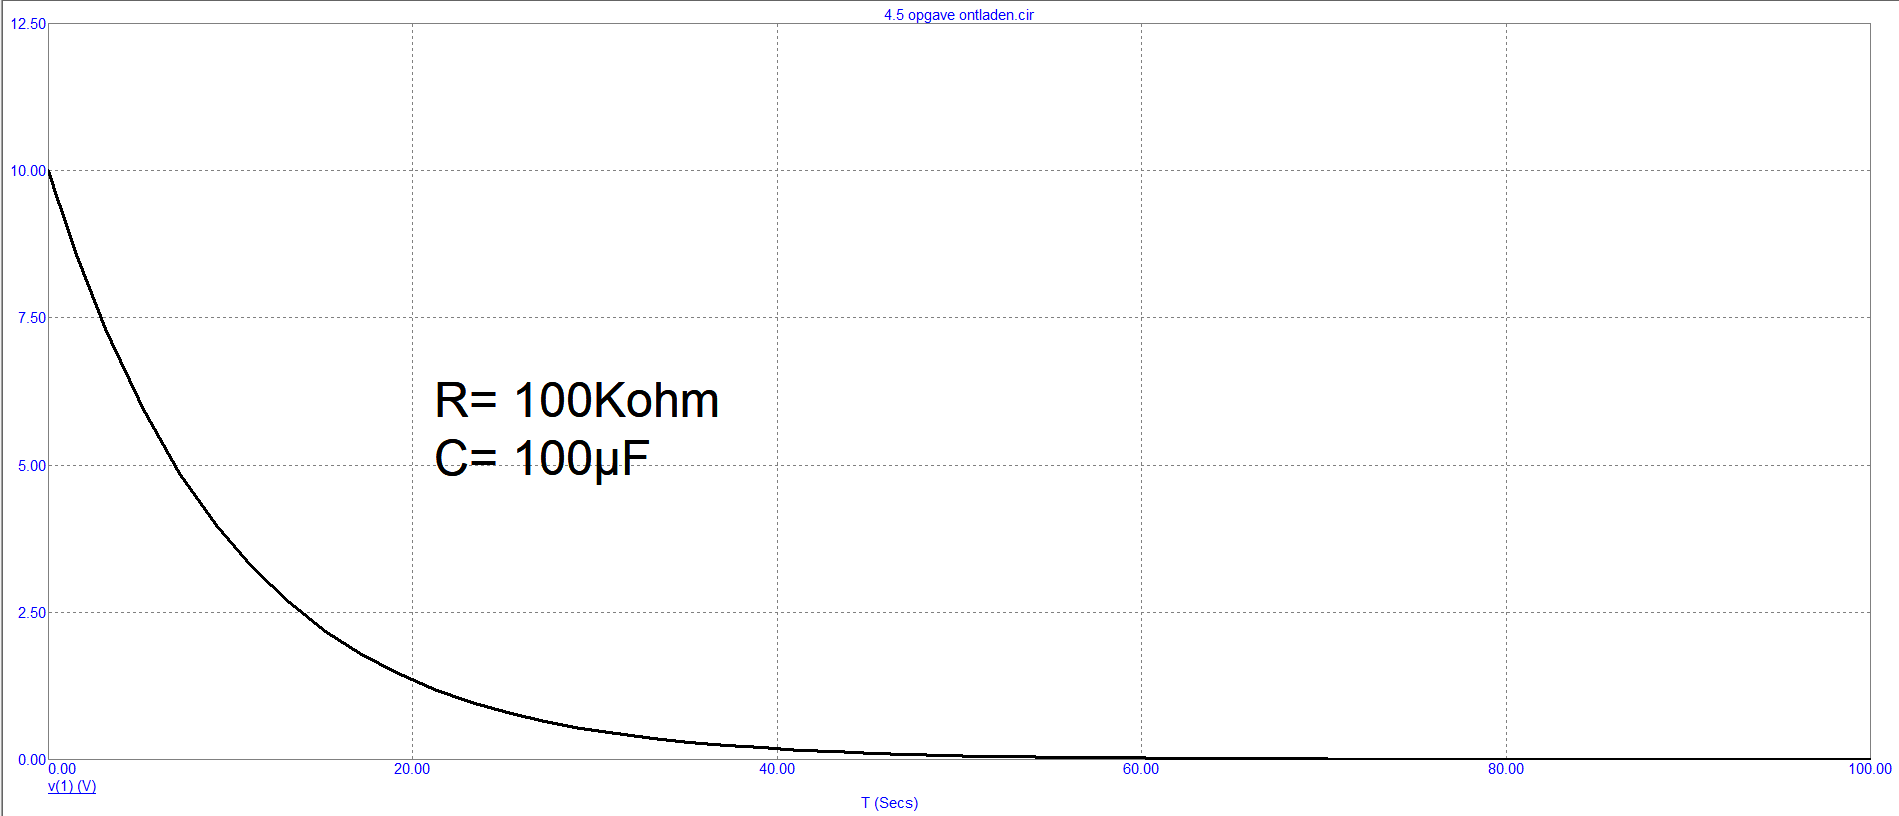 4.5 opgave ontladen.cir
12.50
10.00
7.50
R= 100Kohm
C= 100µF
5.00
2.50
0.00
0.00 20.00 40.00 60.00 80.00 100.00
v(1) (V)
T (Secs)